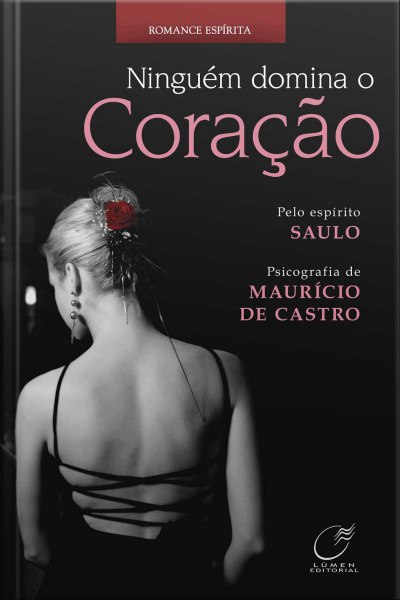 ROMANCE ESPÍRITA
Ninguém domina o
Coração
Pelo espírito
SAULO
Psicografia de
MAURÍCIO
DE CASTRO
LÚMEN
EDITORIAL